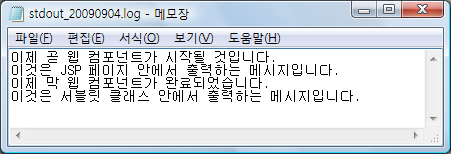 stdout_20090904.log - 메모장
파일(F) 편집(E) 서식(O) 보기(V) 도움말(H)
이제 곧 웹 컴포넌트가 시작될 것입니다.
이것은 JSP 페이지 안에서 출력하는 메시지입니다.
이제 막 웹 컴포넌트가 완료되었습니다.
이것은 서블릿 클래스 안에서 출력하는 메시지입니다.